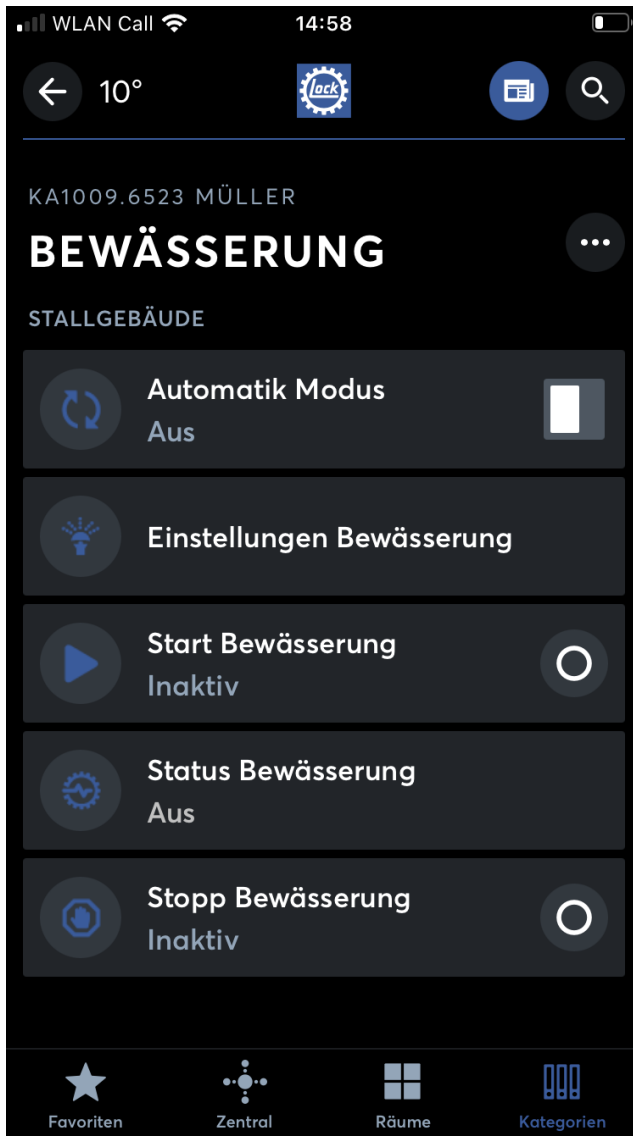 WLAN Call
14:58
10°
Lock
KA1009.6523 MÜLLER
BEWÄSSERUNG
STALLGEBÄUDE
Automatik Modus
Aus
Einstellungen Bewässerung
Start Bewässerung
Inaktiv
Status Bewässerung
Aus
Stopp Bewässerung
Inaktiv
Favoriten
Zentral
Räume
Kategorien